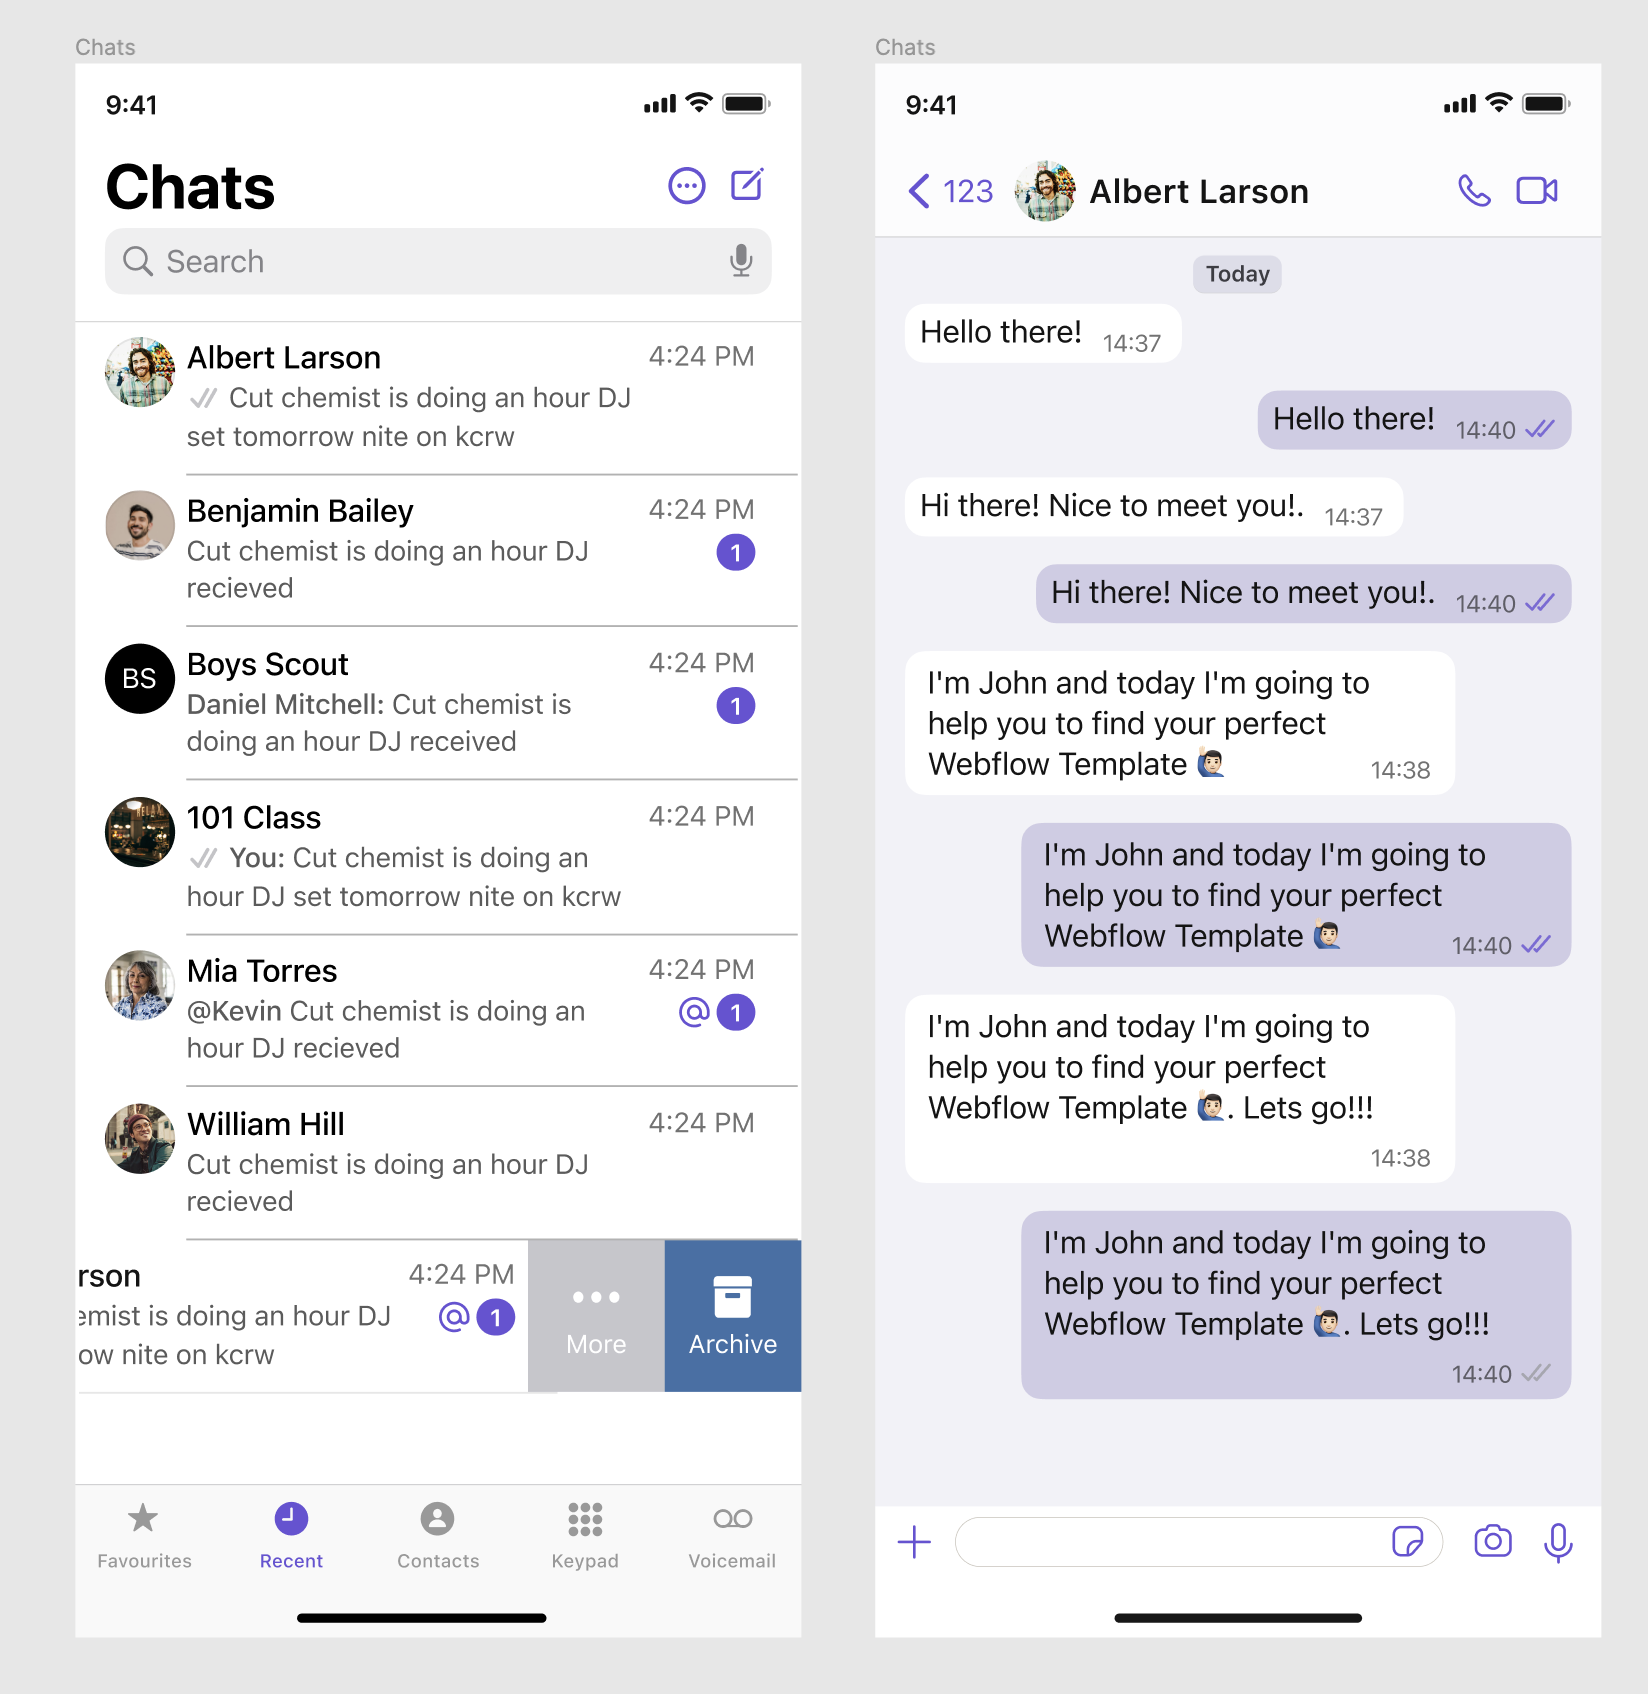 Chats
9:41
Chats
Search
Albert Larson
4:24 PM
Cut chemist is doing an hour DJ
set tomorrow nite on kcrw
Benjamin Bailey
4:24 PM
Cut chemist is doing an hour DJ
1
recieved
BS
Boys Scout
4:24 PM
Daniel Mitchell: Cut chemist is
1
doing an hour DJ received
101 Class
4:24 PM
You: Cut chemist is doing an
hour DJ set tomorrow nite on kcrw
Mia Torres
4:24 PM
@Kevin Cut chemist is doing an
@ 1
hour DJ recieved
William Hill
4:24 PM
Cut chemist is doing an hour DJ
recieved
rson
4:24 PM
emist is doing an hour DJ
@ 1
ow nite on kcrw
More
Archive
Favourites
Recent
Contacts
Keypad
Voicemail
Chats
9:41
123
Albert Larson
Today
Hello there! 14:37
Hello there! 14:40
Hi there! Nice to meet you!. 14:37
Hi there! Nice to meet you!. 14:40
I'm John and today I'm going to
help you to find your perfect
Webflow Template 🙋🏻‍♂️ 14:38
I'm John and today I'm going to
help you to find your perfect
Webflow Template 🙋🏻‍♂️ 14:40
I'm John and today I'm going to
help you to find your perfect
Webflow Template 🙋🏻‍♂️. Lets go!!!
14:38
I'm John and today I'm going to
help you to find your perfect
Webflow Template 🙋🏻‍♂️. Lets go!!!
14:40